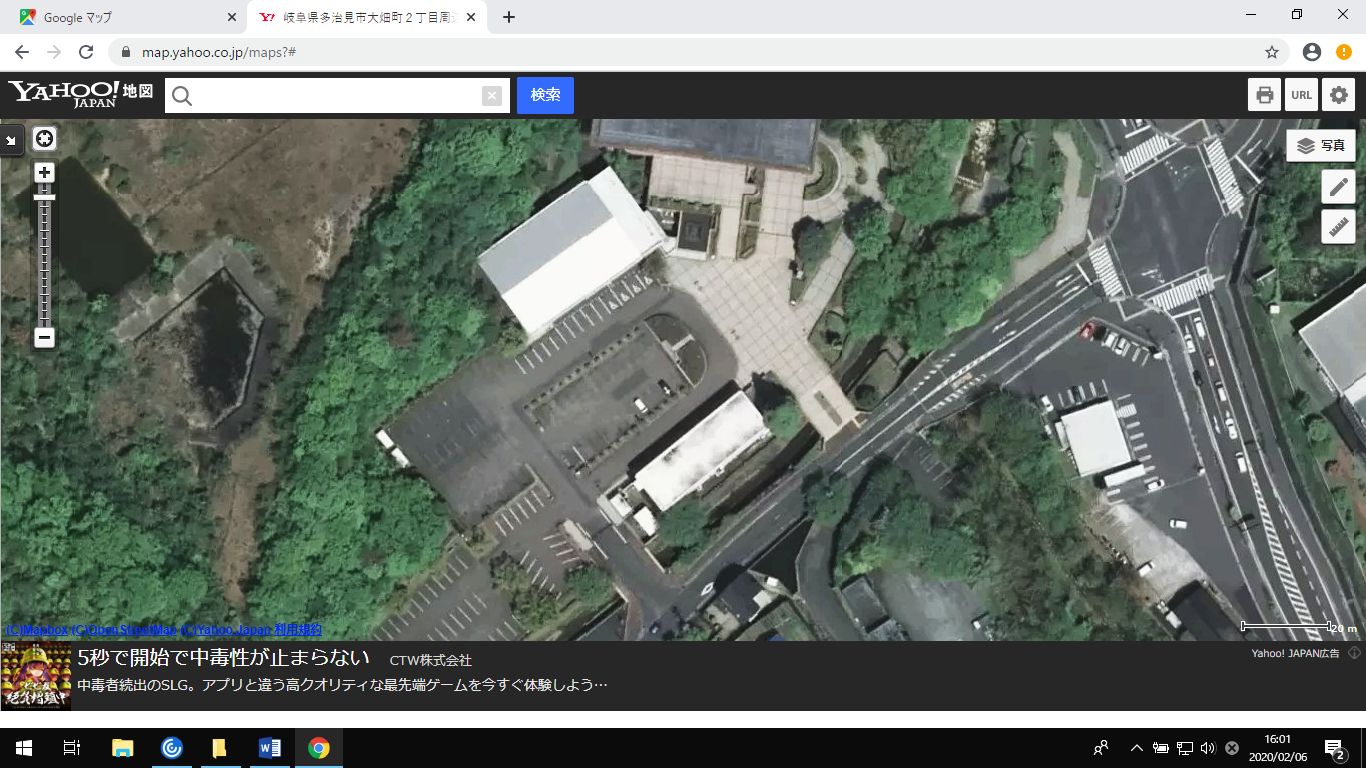 Google マップ
岐阜県多治見市大畑町２丁目周辺
map.yahoo.co.jp/maps?#
YAHOO! JAPAN 地図
検索
URL
写真
(C)Mapbox (C)OpenStreetMap (C)Yahoo Japan 利用規約
20 m
5秒で開始で中毒性が止まらない CTW株式会社
Yahoo! JAPAN広告
中毒者続出のSLG。アプリと違う高クオリティな最先端ゲームを今すぐ体験しよう…
16:01
2020/02/06
2